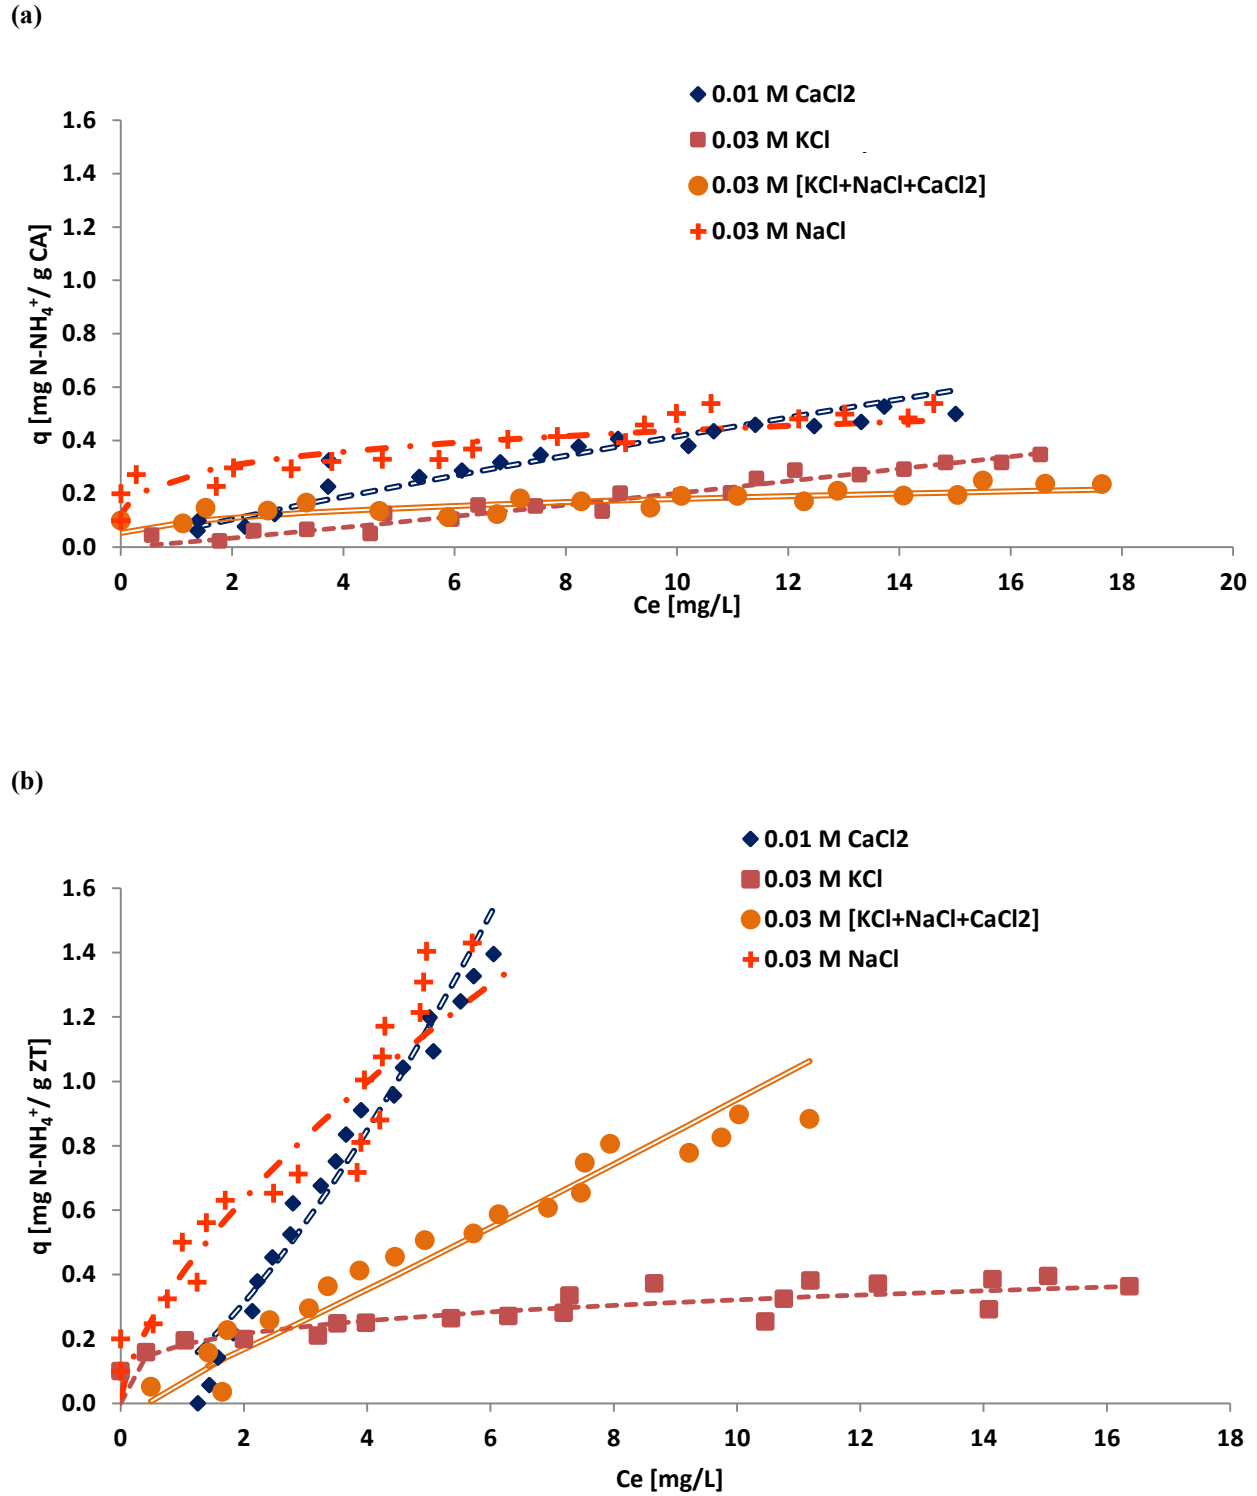 (a)
0.01 M CaCl2
0.03 M KCl
0.03 M [KCl+NaCl+CaCl2]
0.03 M NaCl
q [mg N-NH₄⁺/ g CA]
1.6
1.4
1.2
1.0
0.8
0.6
0.4
0.2
0.0
0 2 4 6 8 10 12 14 16 18 20
Ce [mg/L]
(b)
0.01 M CaCl2
0.03 M KCl
0.03 M [KCl+NaCl+CaCl2]
0.03 M NaCl
q [mg N-NH₄⁺/ g ZT]
1.6
1.4
1.2
1.0
0.8
0.6
0.4
0.2
0.0
0 2 4 6 8 10 12 14 16 18
Ce [mg/L]